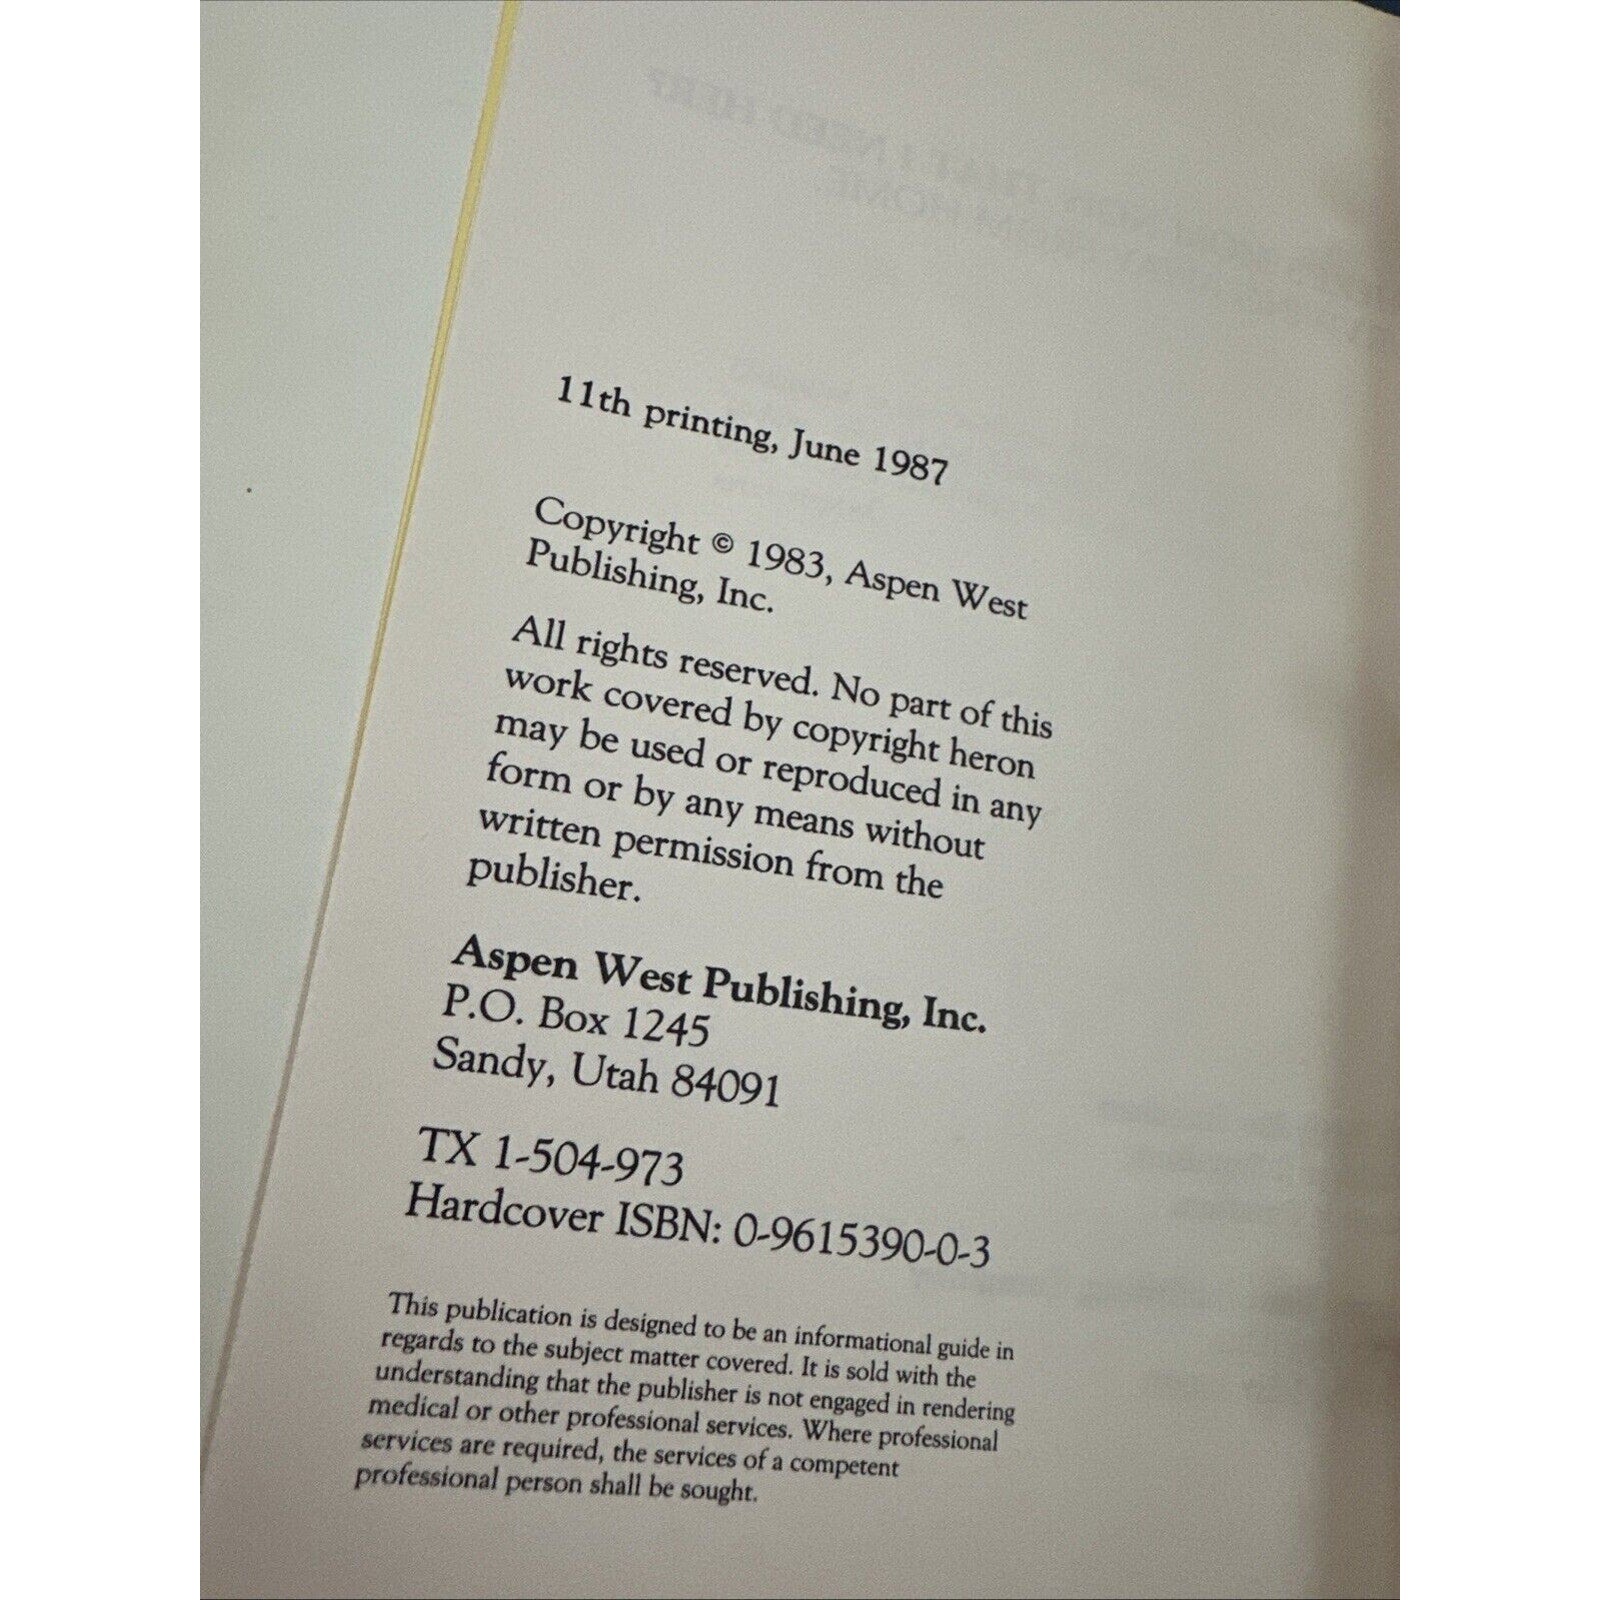 11th printing, June 1987
Copyright © 1983, Aspen West
Publishing, Inc.
All rights reserved. No part of this
work covered by copyright heron
may be used or reproduced in any
form or by any means without
written permission from the
publisher.
Aspen West Publishing, Inc.
P.O. Box 1245
Sandy, Utah 84091
TX 1-504-973
Hardcover ISBN: 0-9615390-0-3
This publication is designed to be an informational guide in
regards to the subject matter covered. It is sold with the
understanding that the publisher is not engaged in rendering
medical or other professional services. Where professional
services are required, the services of a competent
professional person shall be sought.